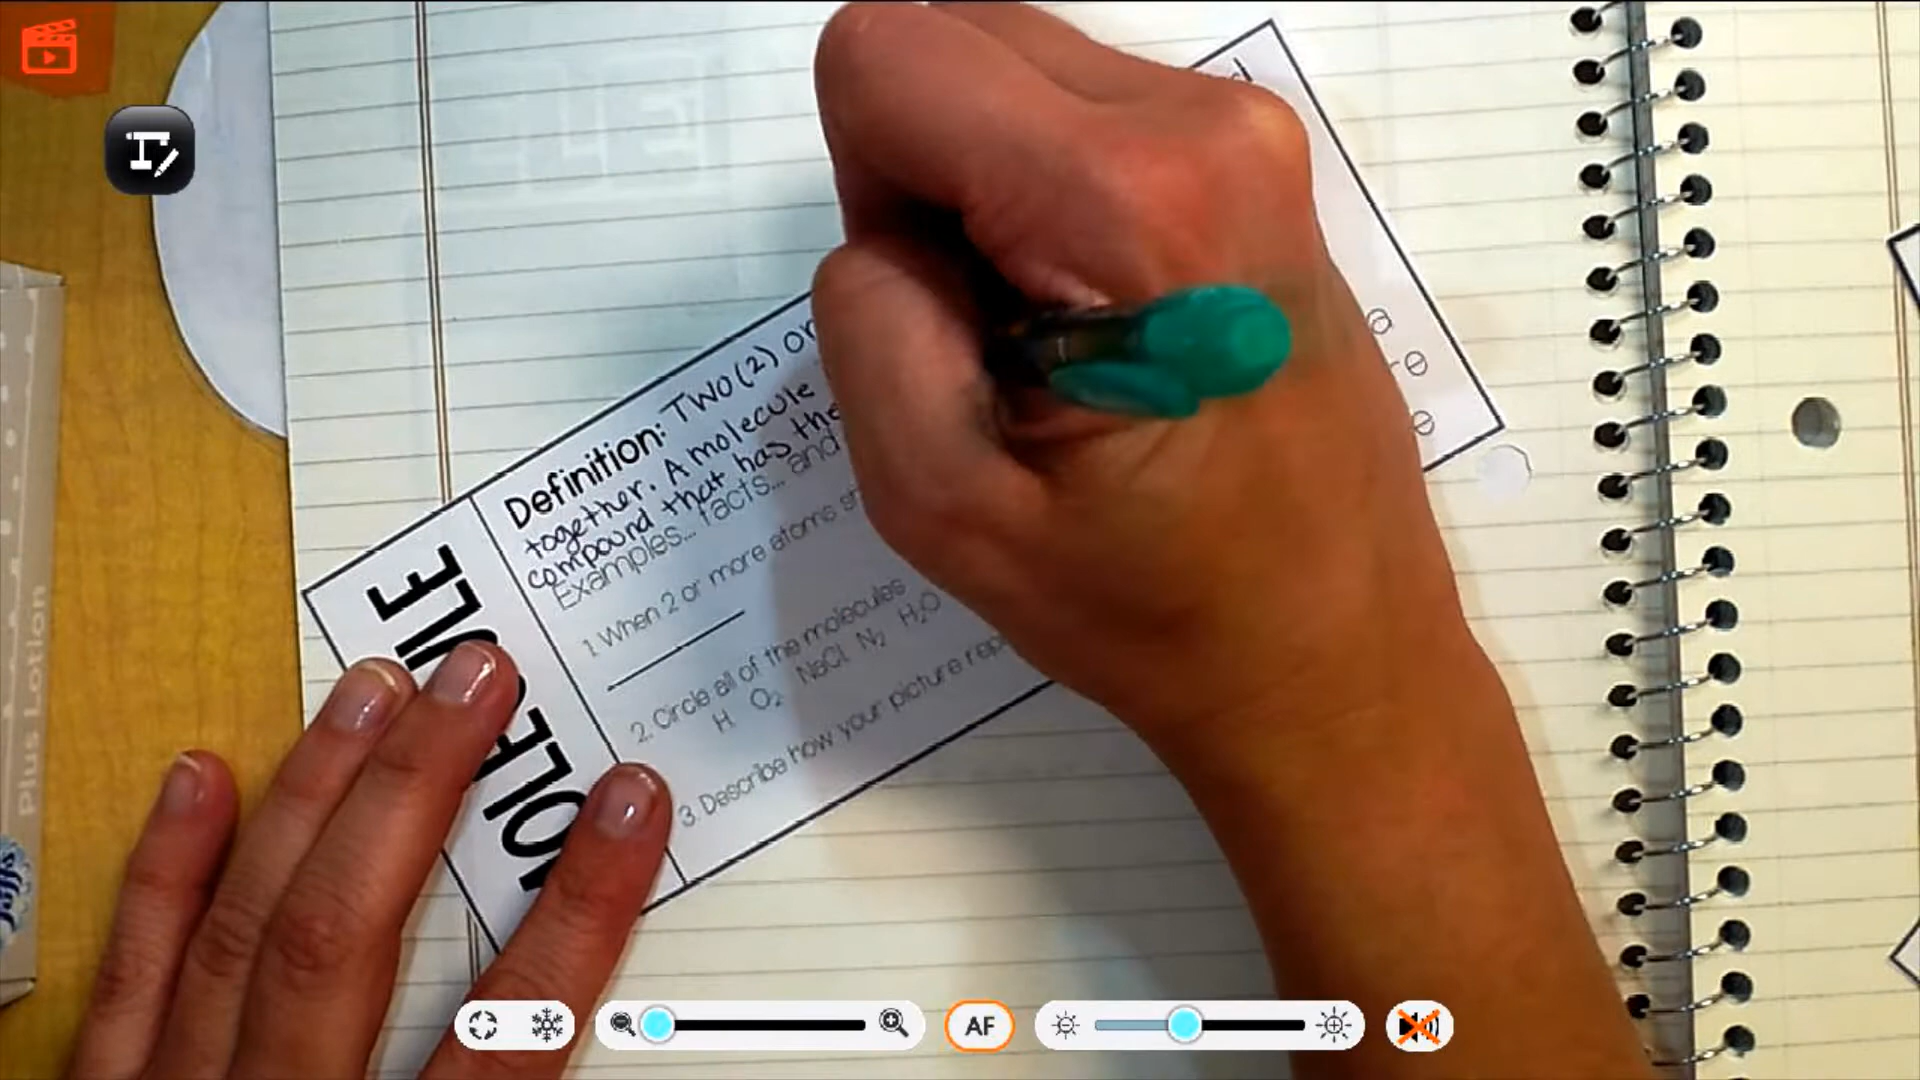 Definition: Two (2) or
together. A molecule
compound that has the
Examples... facts... and
1. When 2 or more atoms
2. Circle all of the molecules
H O₂ NaCl N₂ H₂O
3. Describe how your picture
MOLECULE
Plus Lotion
Puffs
AF